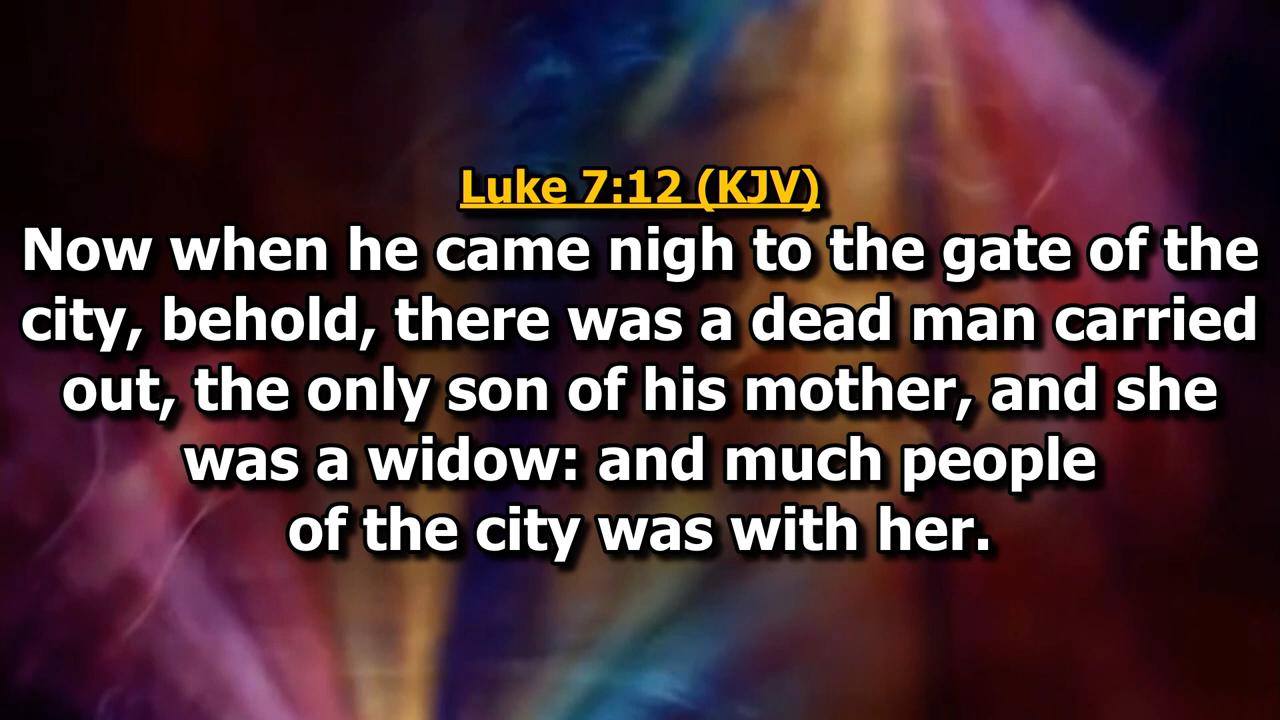 Luke 7:12 (KJV)
Now when he came nigh to the gate of the
city, behold, there was a dead man carried
out, the only son of his mother, and she
was a widow: and much people
of the city was with her.